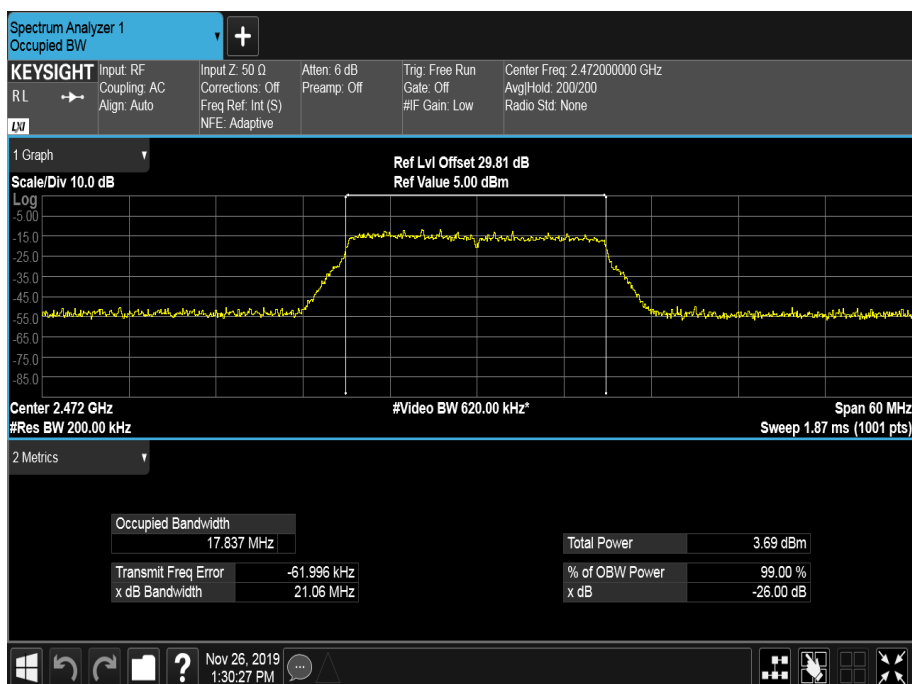 Spectrum Analyzer 1
Occupied BW
KEYSIGHT
R L
LXI
Input: RF
Coupling: AC
Align: Auto
Input Z: 50 Ω
Corrections: Off
Freq Ref: Int (S)
NFE: Adaptive
Atten: 6 dB
Preamp: Off
Trig: Free Run
Gate: Off
#IF Gain: Low
Center Freq: 2.472000000 GHz
Avg|Hold: 200/200
Radio Std: None
1 Graph
Scale/Div 10.0 dB
Ref Lvl Offset 29.81 dB
Ref Value 5.00 dBm
Log
-5.00
-15.0
-25.0
-35.0
-45.0
-55.0
-65.0
-75.0
-85.0
Center 2.472 GHz
#Video BW 620.00 kHz*
Span 60 MHz
#Res BW 200.00 kHz
Sweep 1.87 ms (1001 pts)
2 Metrics
Occupied Bandwidth
17.837 MHz
Total Power 3.69 dBm
Transmit Freq Error -61.996 kHz
% of OBW Power 99.00 %
x dB Bandwidth 21.06 MHz
x dB -26.00 dB
?
Nov 26, 2019
1:30:27 PM